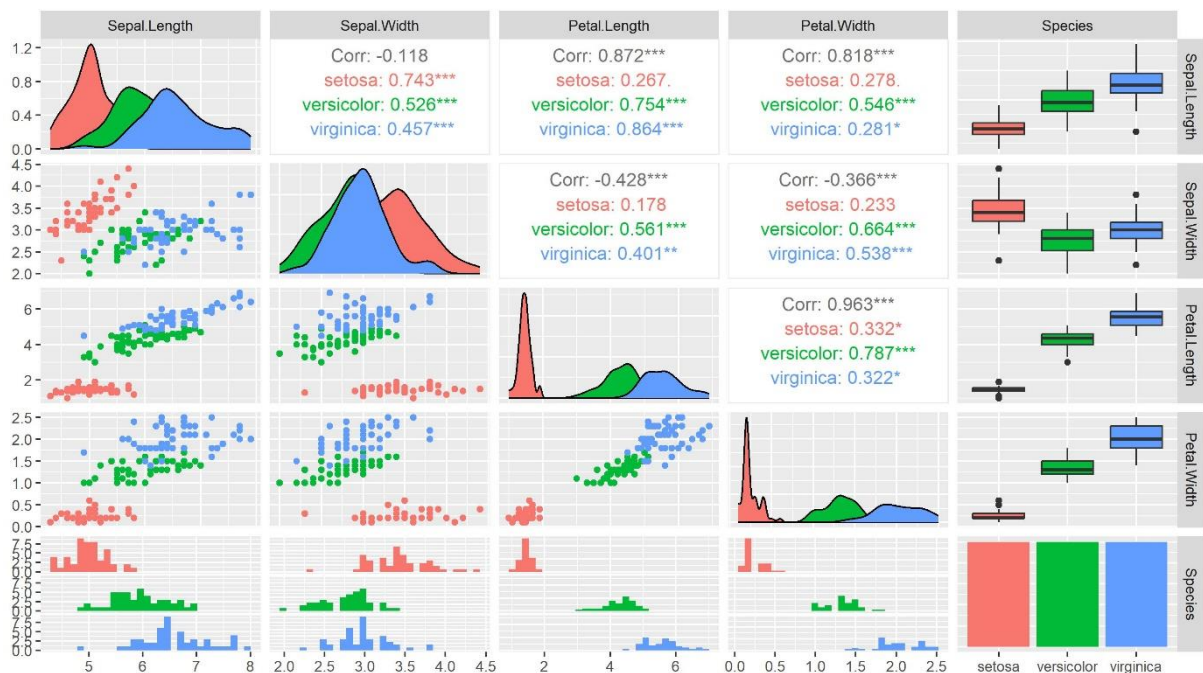 Sepal.Length Sepal.Width Petal.Length Petal.Width Species
1.2
0.8
0.4
0.0
Corr: -0.118
setosa: 0.743***
versicolor: 0.526***
virginica: 0.457***
Corr: 0.872***
setosa: 0.267.
versicolor: 0.754***
virginica: 0.864***
Corr: 0.818***
setosa: 0.278.
versicolor: 0.546***
virginica: 0.281*
Sepal.Length
4.5
4.0
3.5
3.0
2.5
2.0
Corr: -0.428***
setosa: 0.178
versicolor: 0.561***
virginica: 0.401**
Corr: -0.366***
setosa: 0.233
versicolor: 0.664***
virginica: 0.538***
Sepal.Width
6
4
2
Corr: 0.963***
setosa: 0.332*
versicolor: 0.787***
virginica: 0.322*
Petal.Length
2.5
2.0
1.5
1.0
0.5
0.0
Petal.Width
7.5
5.0
2.5
0.0
7.5
5.0
2.5
0.0
7.5
5.0
2.5
0.0
Species
5 6 7 8 2.0 2.5 3.0 3.5 4.0 4.5 2 4 6 0.0 0.5 1.0 1.5 2.0 2.5 setosa versicolor virginica